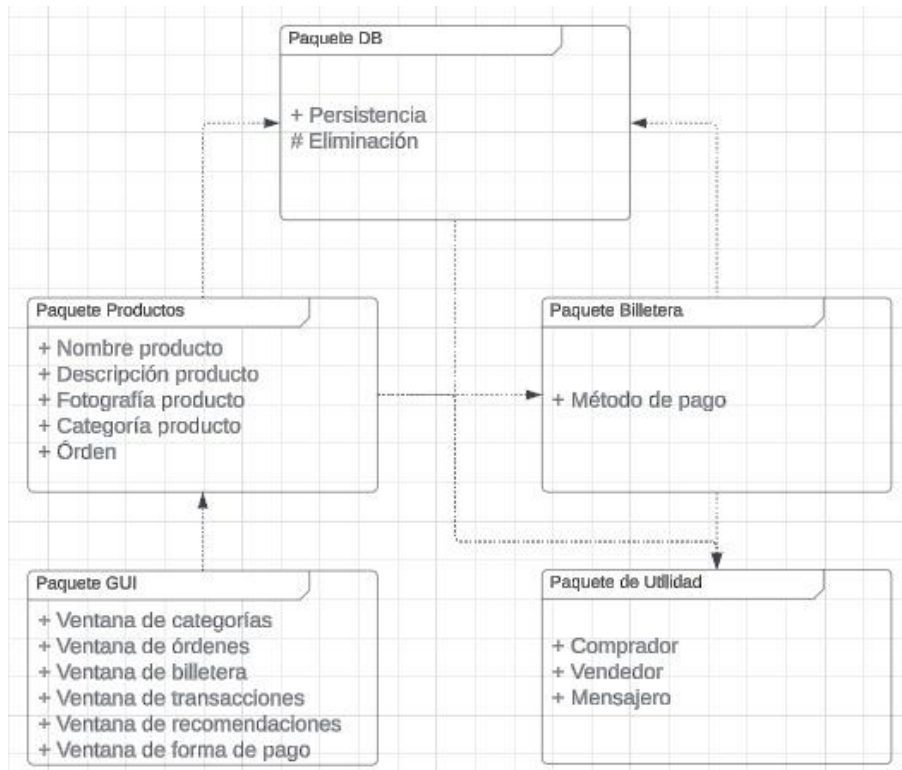 Paquete DB
+ Persistencia
# Eliminación
Paquete Productos
+ Nombre producto
+ Descripción producto
+ Fotografía producto
+ Categoría producto
+ Órden
Paquete Billetera
+ Método de pago
Paquete GUI
+ Ventana de categorías
+ Ventana de órdenes
+ Ventana de billetera
+ Ventana de transacciones
+ Ventana de recomendaciones
+ Ventana de forma de pago
Paquete de Utilidad
+ Comprador
+ Vendedor
+ Mensajero